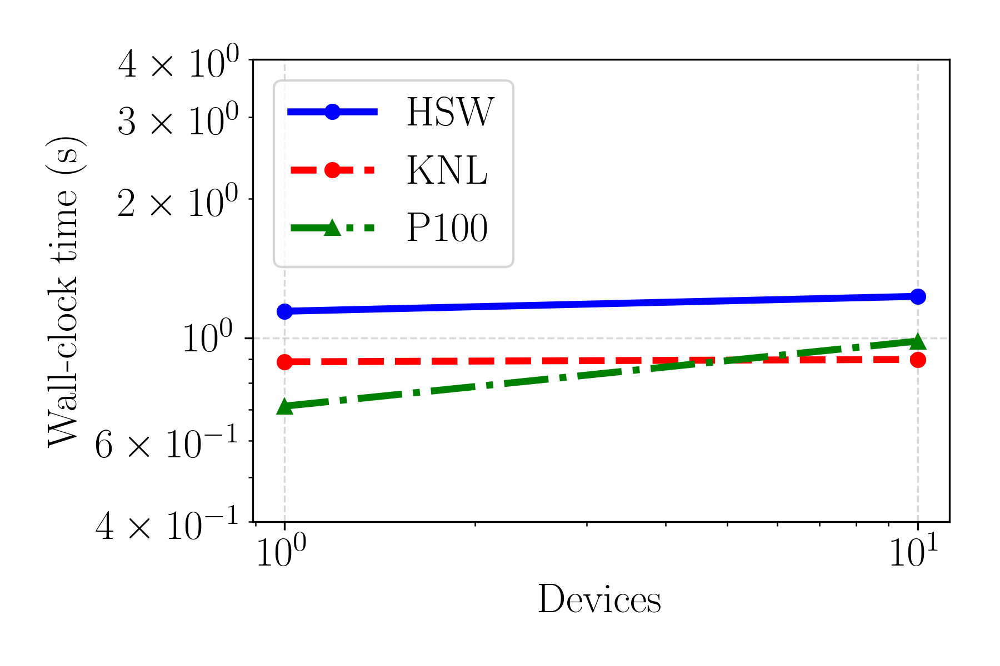 4 × 10⁰
3 × 10⁰
2 × 10⁰
10⁰
6 × 10⁻¹
4 × 10⁻¹
Wall-clock time (s)
HSW
KNL
P100
10⁰
10¹
Devices